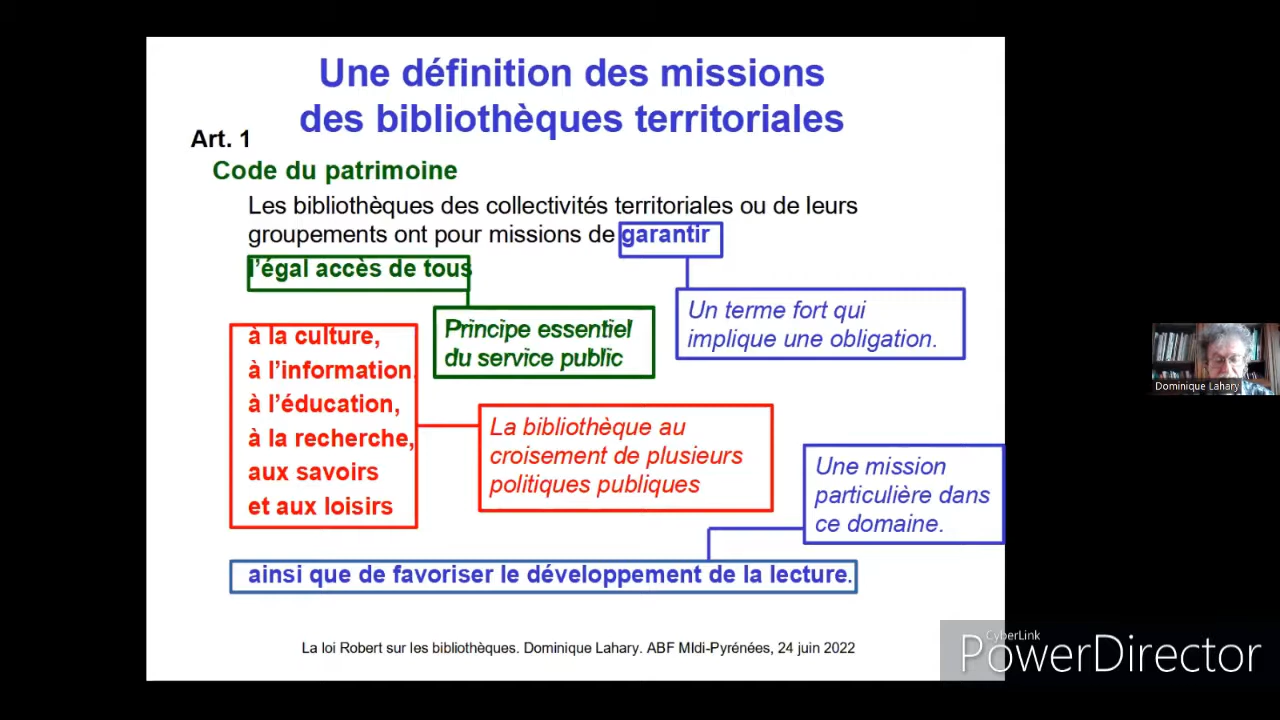 Une définition des missions
des bibliothèques territoriales
Art. 1
Code du patrimoine
Les bibliothèques des collectivités territoriales ou de leurs
groupements ont pour missions de garantir
l'égal accès de tous
Un terme fort qui
implique une obligation.
Principe essentiel
du service public
à la culture,
à l'information,
à l'éducation,
à la recherche,
aux savoirs
et aux loisirs
La bibliothèque au
croisement de plusieurs
politiques publiques
Une mission
particulière dans
ce domaine.
ainsi que de favoriser le développement de la lecture.
La loi Robert sur les bibliothèques. Dominique Lahary. ABF MIdi-Pyrénées, 24 juin 2022
Dominique Lahary
CyberLink
PowerDirector